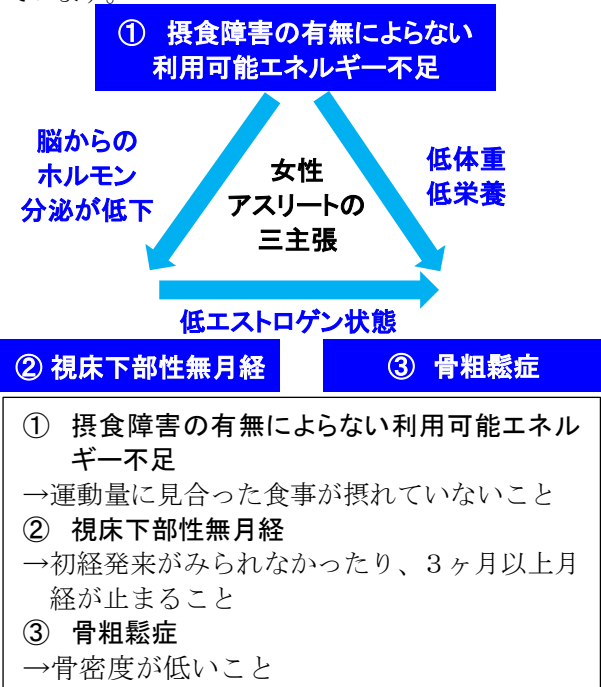 ています。
① 摂食障害の有無によらない
利用可能エネルギー不足
脳からの
ホルモン
分泌が低下
女性
アスリートの
三主張
低体重
低栄養
低エストロゲン状態
② 視床下部性無月経
③ 骨粗鬆症
① 摂食障害の有無によらない利用可能エネル
ギー不足
→運動量に見合った食事が摂れていないこと
② 視床下部性無月経
→初経発来がみられなかったり、３ヶ月以上月
経が止まること
③ 骨粗鬆症
→骨密度が低いこと